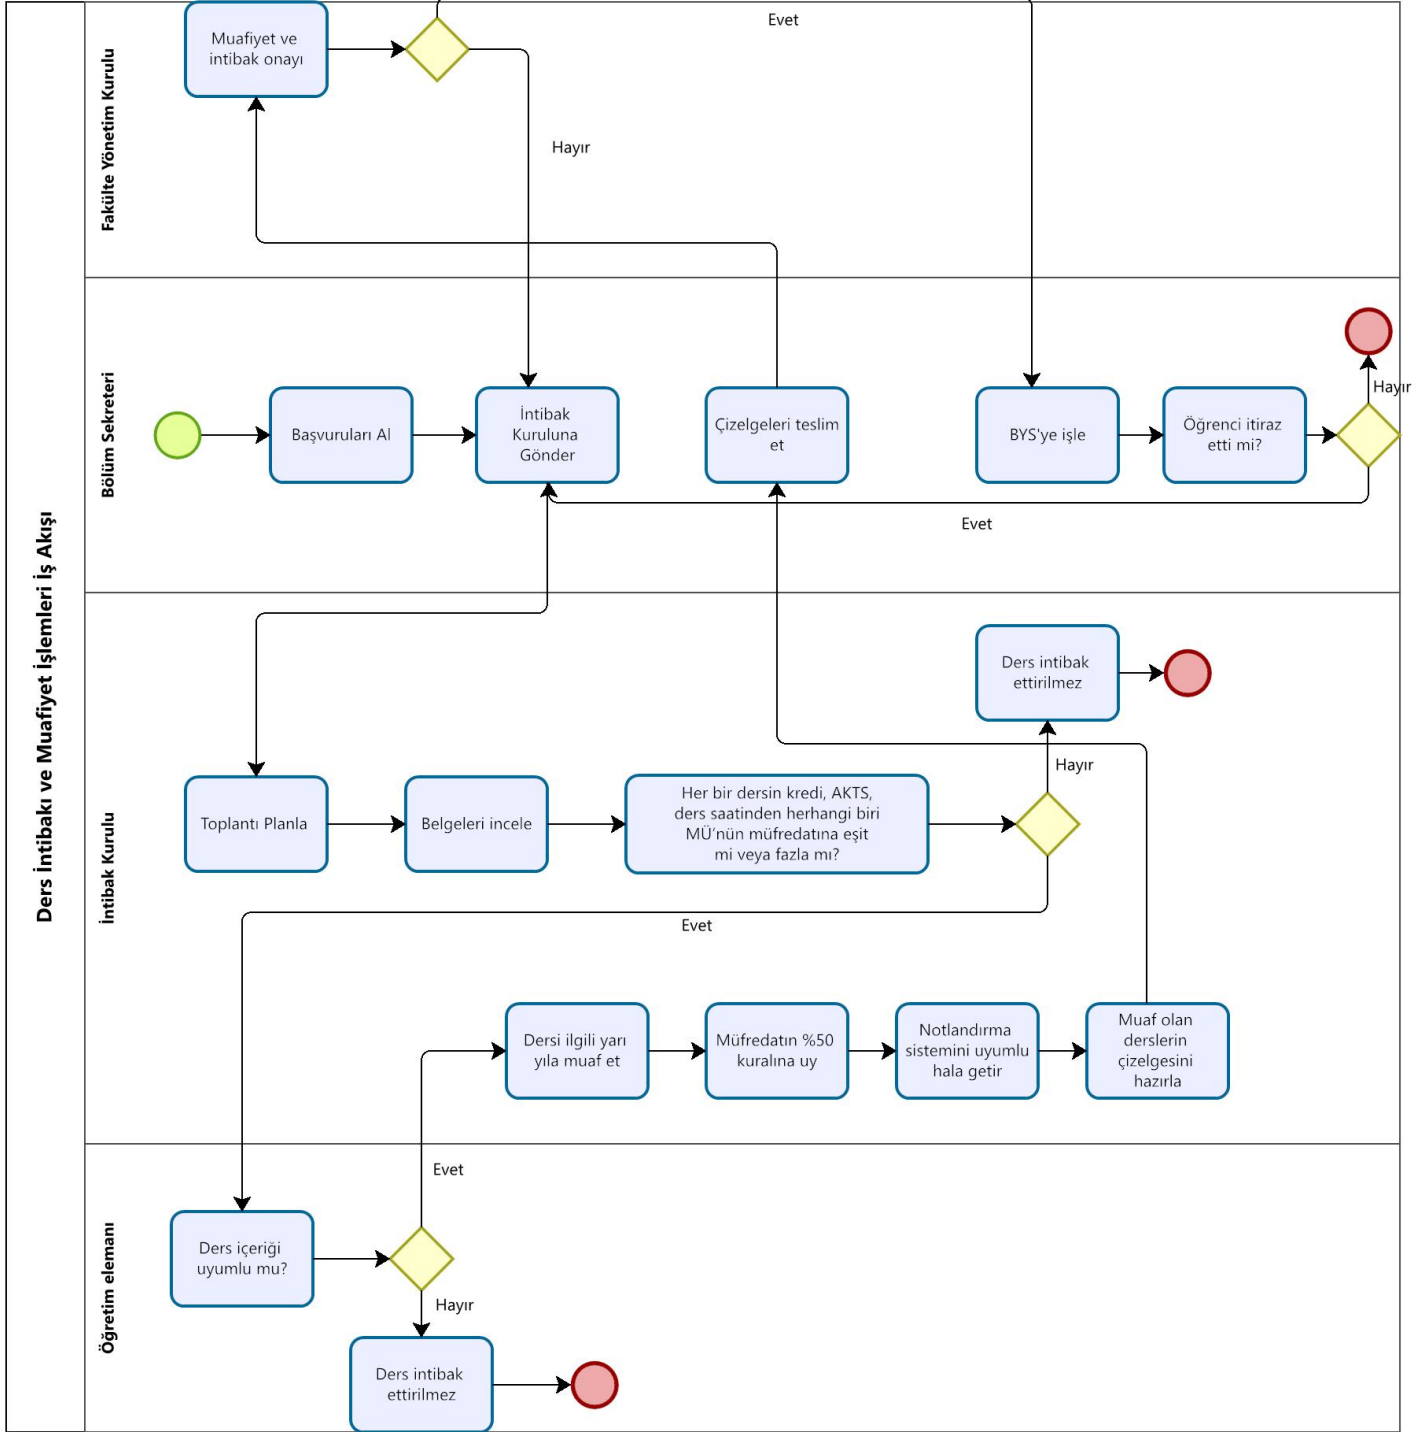 Ders İntibakı ve Muafiyet İşlemleri İş Akışı
Fakülte Yönetim Kurulu
Muafiyet ve
intibak onayı
Evet
Hayır
Bölüm Sekreteri
Başvuruları Al
İntibak
Kuruluna
Gönder
Çizelgeleri teslim
et
BYS'ye işle
Öğrenci itiraz
etti mi?
Hayır
Evet
İntibak Kurulu
Ders intibak
ettirilmez
Hayır
Toplantı Planla
Belgeleri incele
Her bir dersin kredi, AKTS,
ders saatinden herhangi biri
MÜ'nün müfredatına eşit
mi veya fazla mı?
Evet
Dersi ilgili yarı
yıla muaf et
Müfredatın %50
kuralına uy
Notlandırma
sistemini uyumlu
hala getir
Muaf olan
derslerin
çizelgesini
hazırla
Öğretim elemanı
Evet
Ders içeriği
uyumlu mu?
Hayır
Ders intibak
ettirilmez